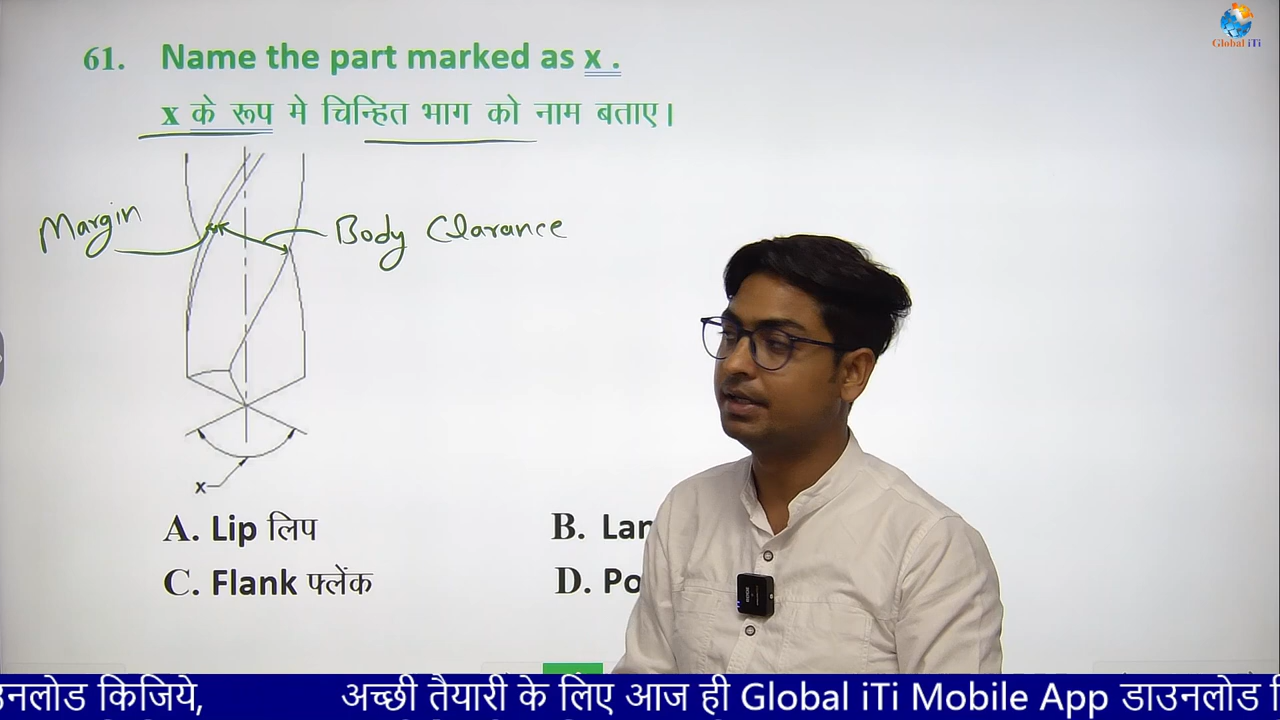 Global iTi
61. Name the part marked as x .
x के रूप मे चिन्हित भाग को नाम बताए।
Margin
Body Clarance
x
A. Lip लिप
B. Lan
C. Flank फ्लेंक
D. Po
उनलोड किजिये, अच्छी तैयारी के लिए आज ही Global iTi Mobile App डाउनलोड